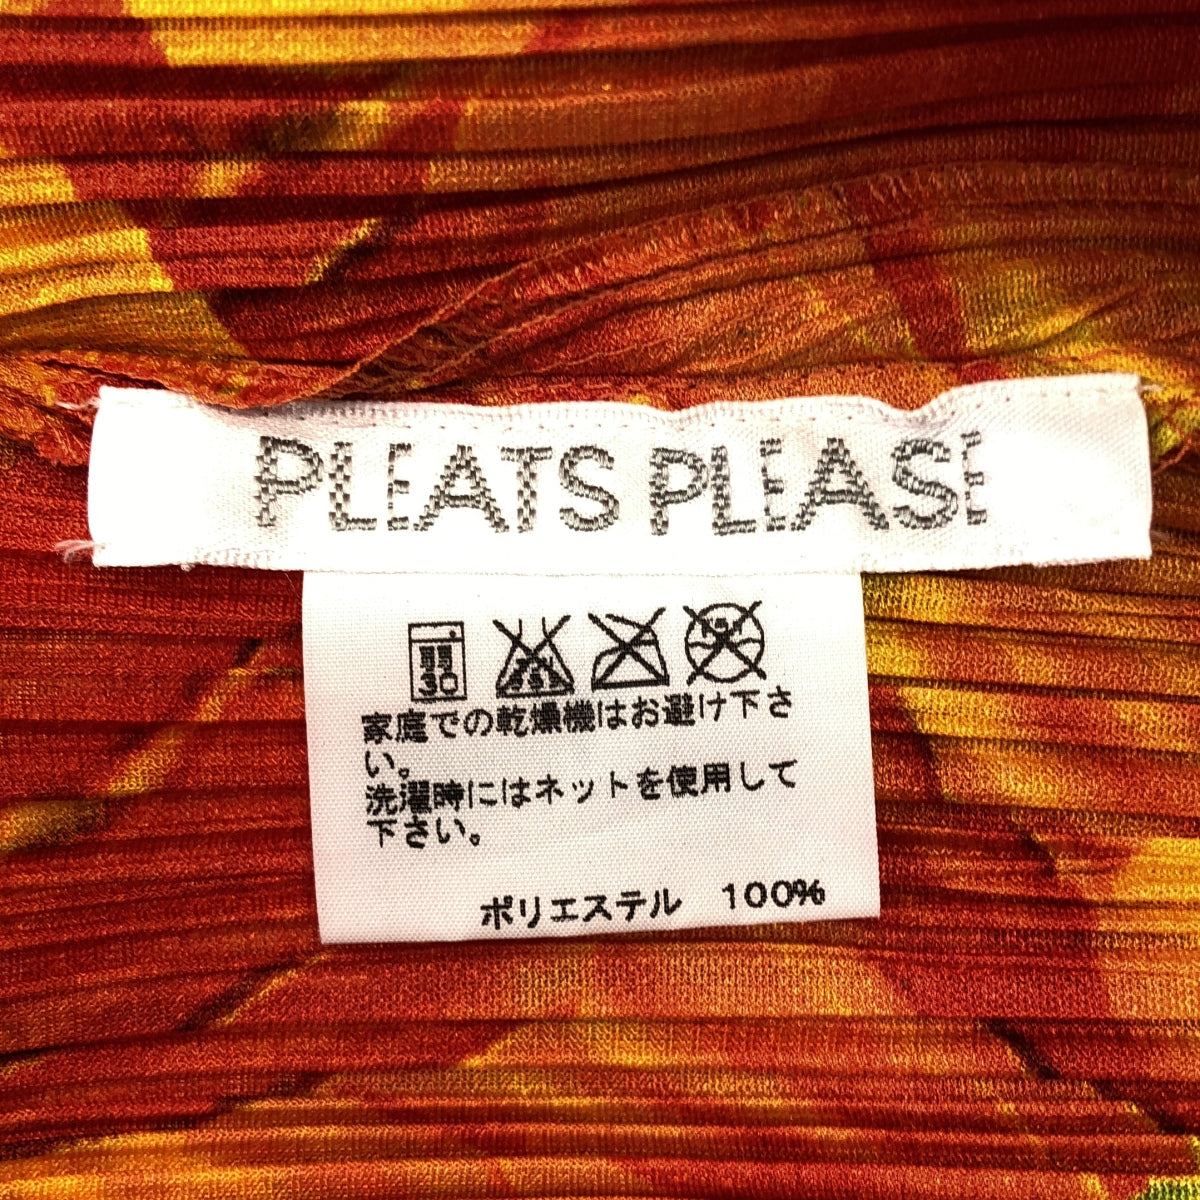 PLEATS PLEASE
弱
30
家庭での乾燥機はお避け下さ
い。
洗濯時にはネットを使用して
下さい。
ポリエステル 100%